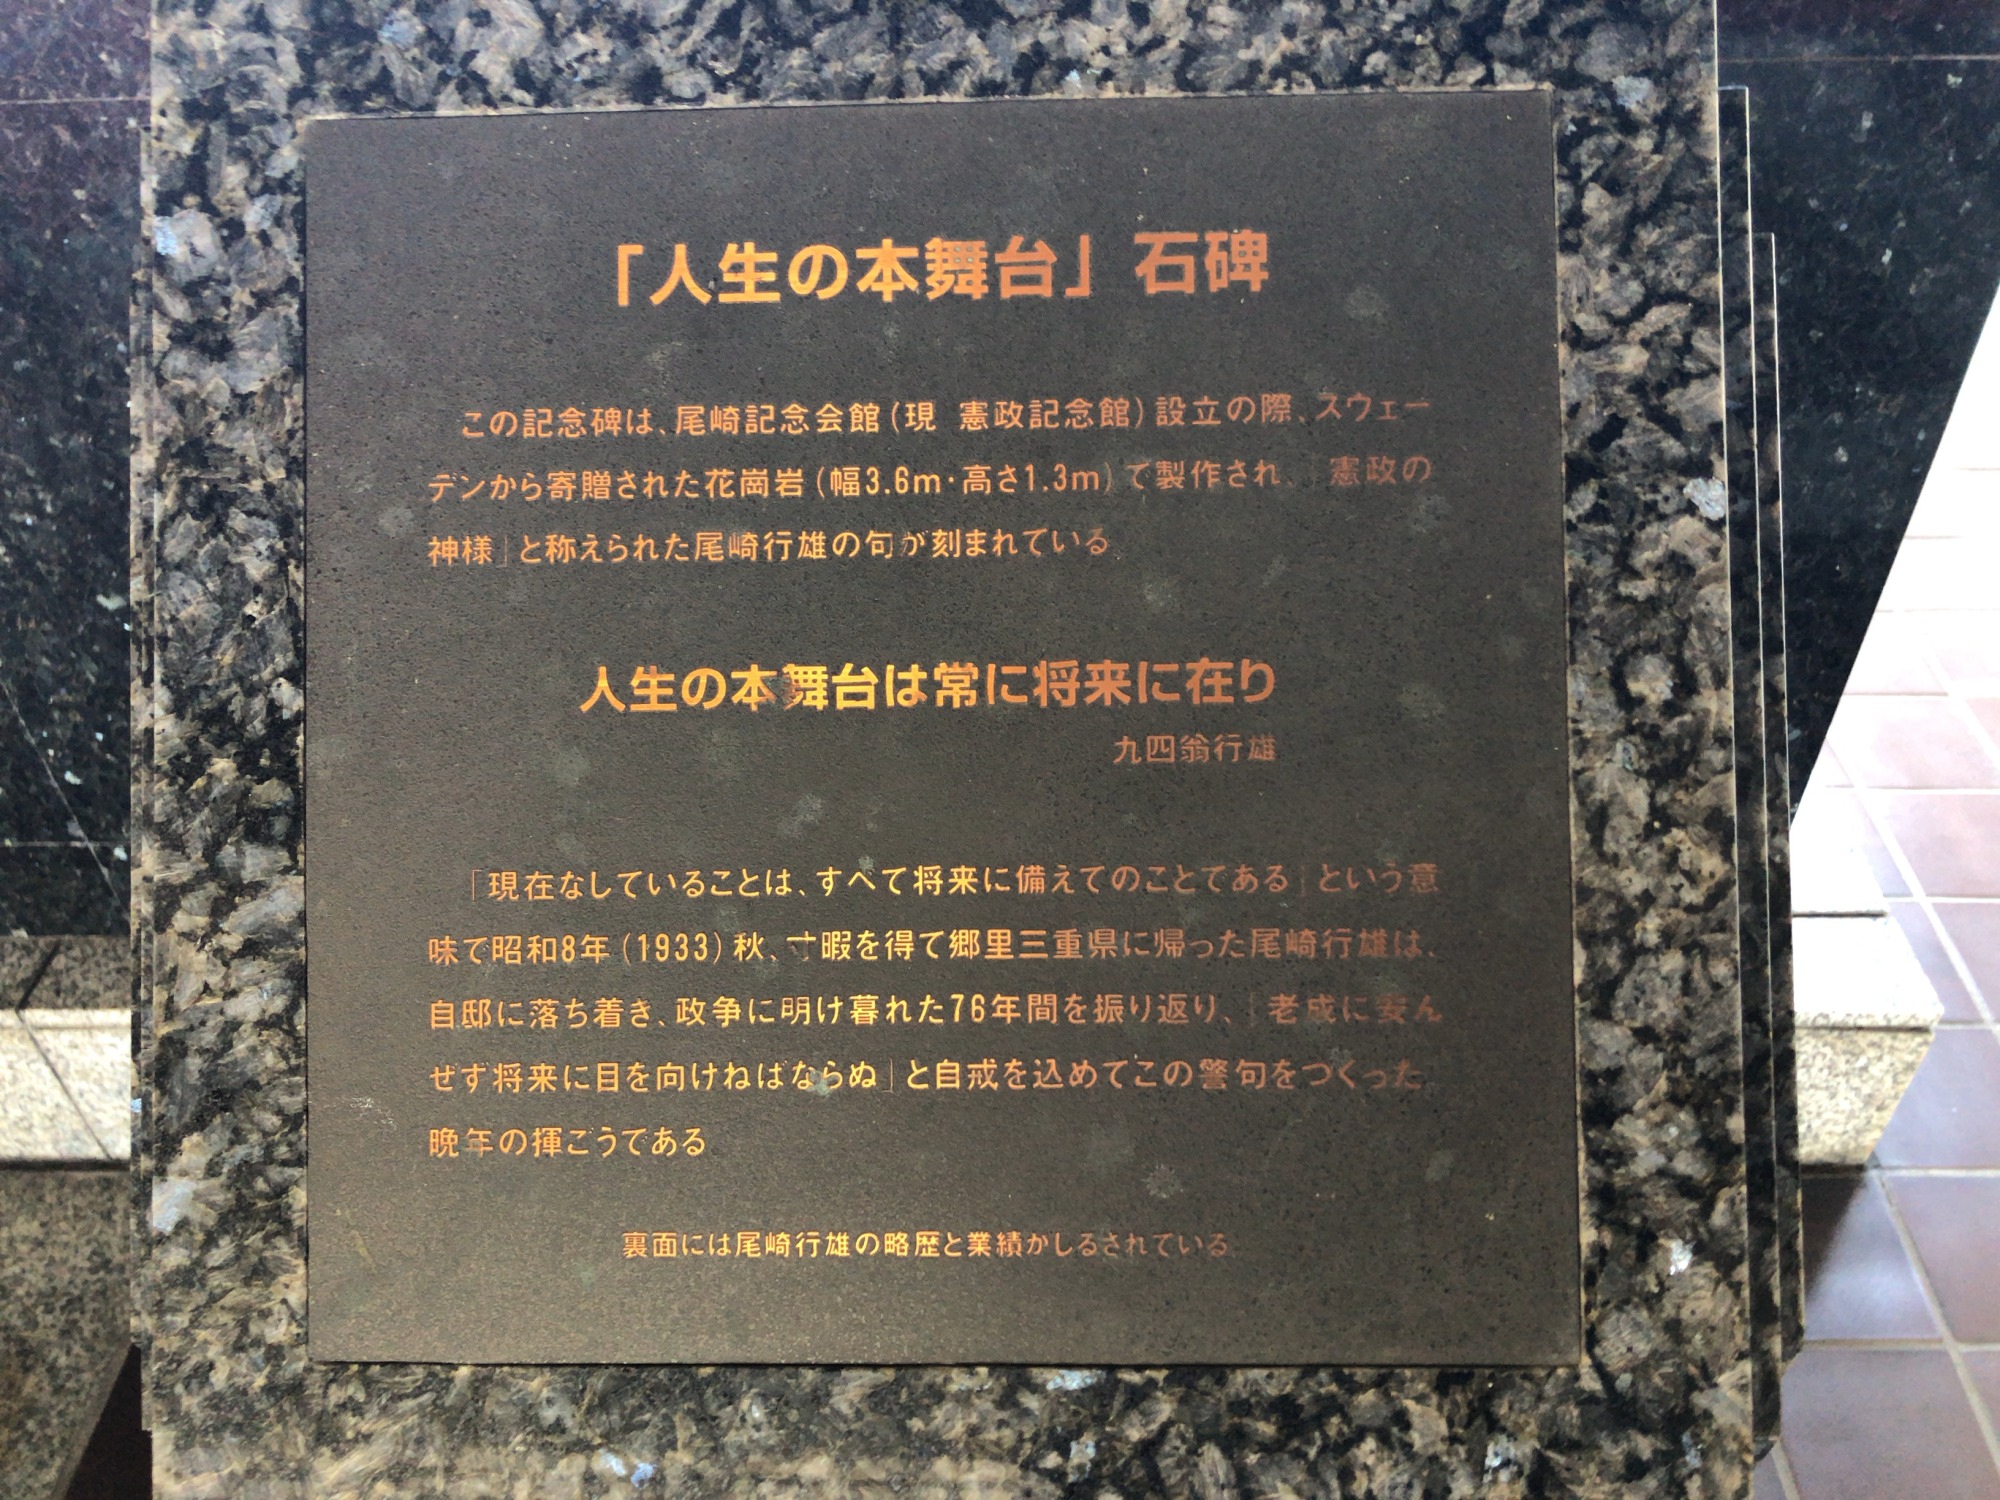 「人生の本舞台」石碑
この記念碑は、尾崎記念会館(現 憲政記念館)設立の際、スウェー
デンから寄贈された花崗岩(幅3.6m・高さ1.3m)で製作され、「憲政の
神様」と称えられた尾崎行雄の句が刻まれている
人生の本舞台は常に将来に在り
九四翁行雄
「現在なしていることは、すべて将来に備えてのことである」という意
味で昭和8年(1933)秋、寸暇を得て郷里三重県に帰った尾崎行雄は、
自邸に落ち着き、政争に明け暮れた76年間を振り返り、「老成に安ん
ぜず将来に目を向けねばならぬ」と自戒を込めてこの警句をつくった
晩年の揮ごうである
裏面には尾崎行雄の略歴と業績がしるされている